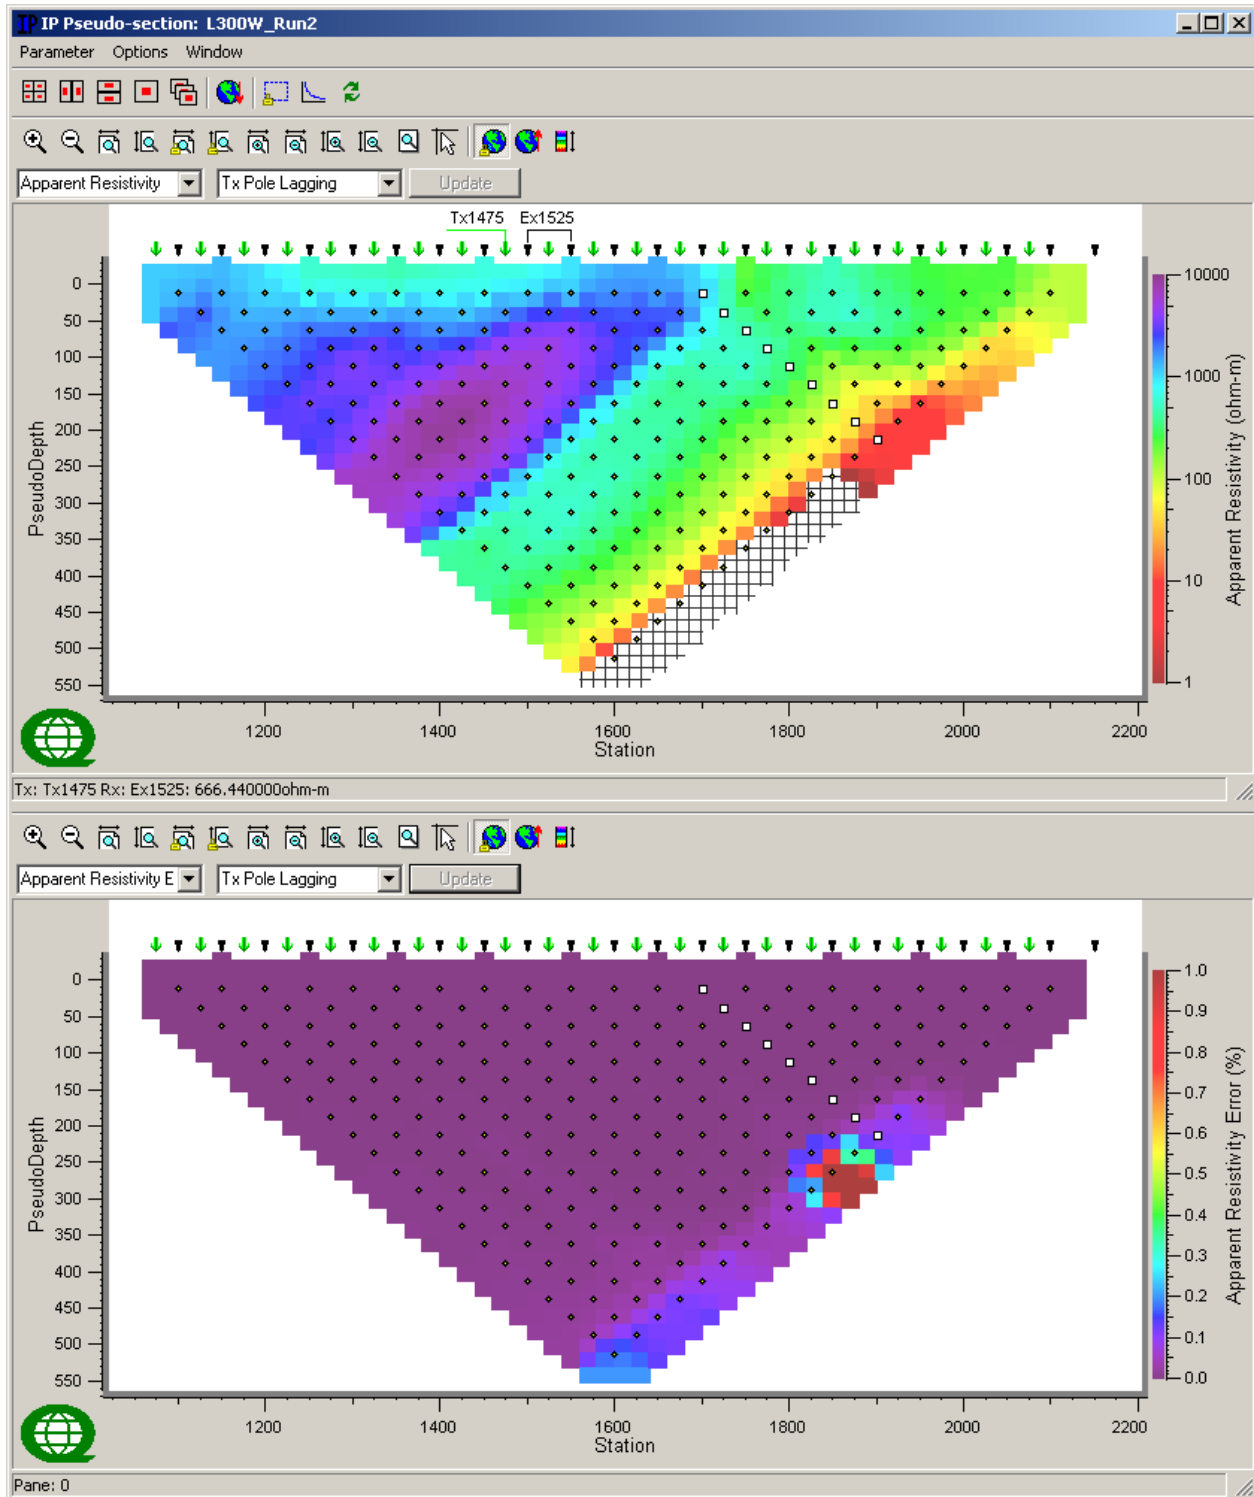 IP Pseudo-section: L300W_Run2
Parameter Options Window
Apparent Resistivity Tx Pole Lagging Update
Tx1475 Ex1525
0
50
100
150
200
250
300
350
400
450
500
550
PseudoDepth
10000
1000
100
10
1
Apparent Resistivity (ohm-m)
1200 1400 1600 1800 2000 2200
Station
Tx: Tx1475 Rx: Ex1525: 666.440000ohm-m
Apparent Resistivity E Tx Pole Lagging Update
0
50
100
150
200
250
300
350
400
450
500
550
PseudoDepth
1.0
0.9
0.8
0.7
0.6
0.5
0.4
0.3
0.2
0.1
0.0
Apparent Resistivity Error (%)
1200 1400 1600 1800 2000 2200
Station
Pane: 0